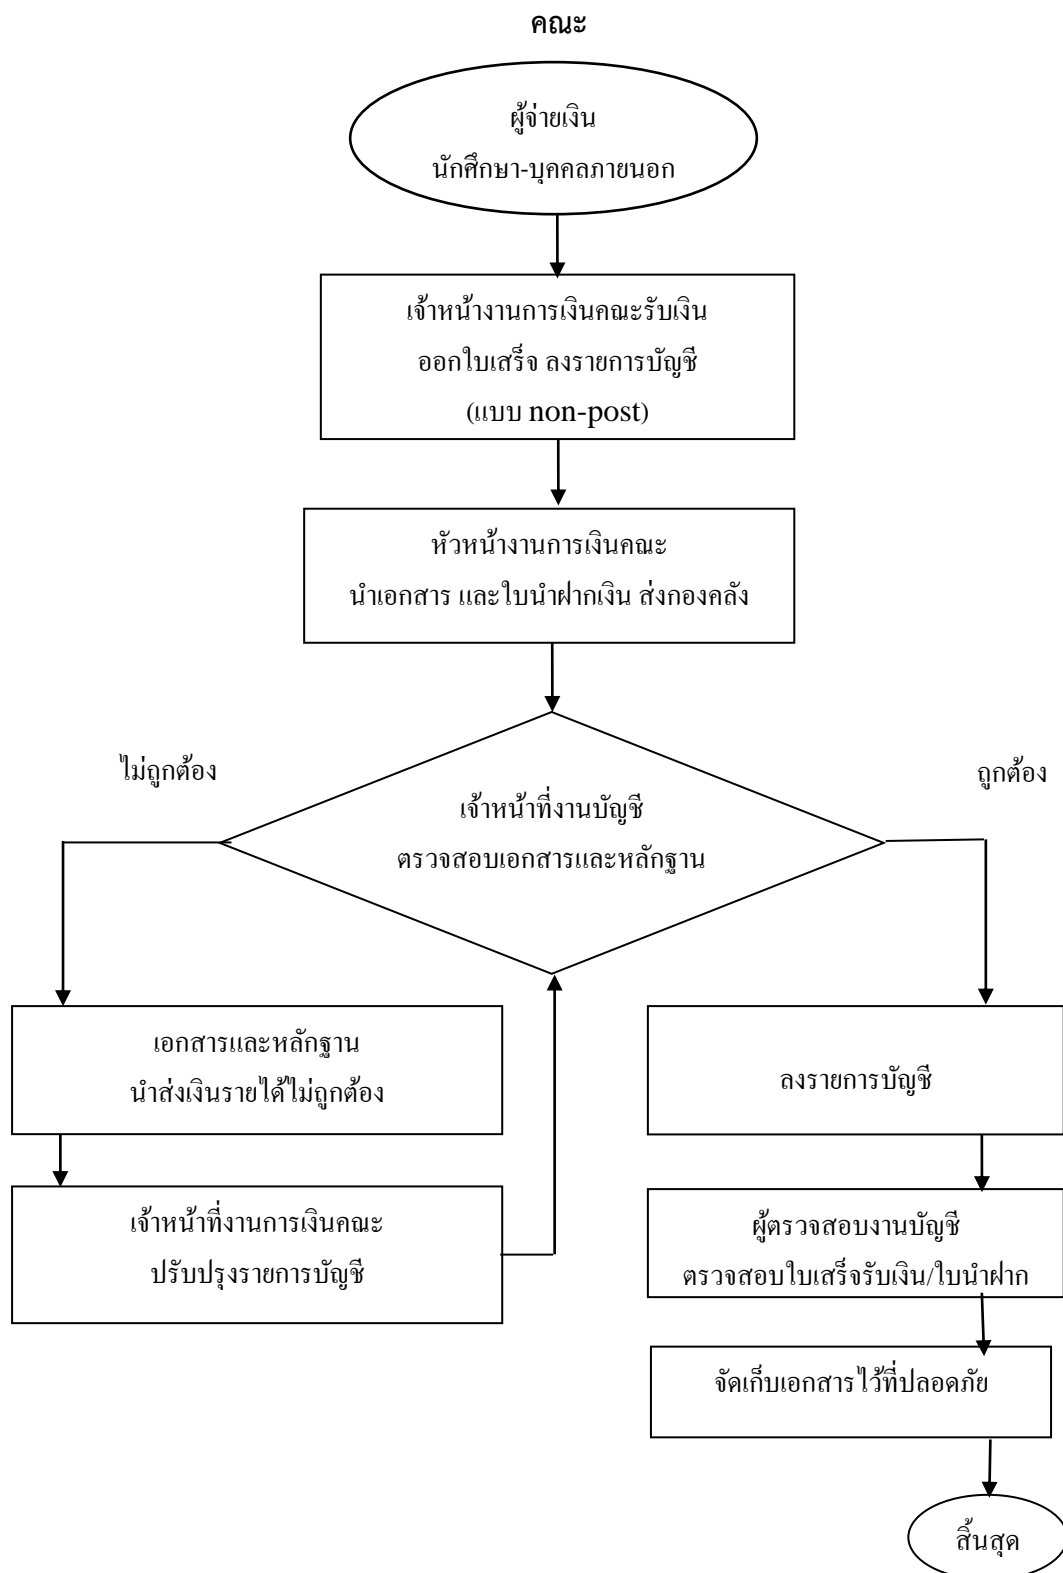 คณะ
ผู้จ่ายเงิน
นักศึกษา-บุคคลภายนอก
เจ้าหน้างานการเงินคณะรับเงิน
ออกใบเสร็จ ลงรายการบัญชี
(แบบ non-post)
หัวหน้างานการเงินคณะ
นำเอกสาร และใบนำฝากเงิน ส่งกองคลัง
ไม่ถูกต้อง
ถูกต้อง
เจ้าหน้าที่งานบัญชี
ตรวจสอบเอกสารและหลักฐาน
เอกสารและหลักฐาน
นำส่งเงินรายได้ไม่ถูกต้อง
ลงรายการบัญชี
เจ้าหน้าที่งานการเงินคณะ
ปรับปรุงรายการบัญชี
ผู้ตรวจสอบงานบัญชี
ตรวจสอบใบเสร็จรับเงิน/ใบนำฝาก
จัดเก็บเอกสารไว้ที่ปลอดภัย
สิ้นสุด